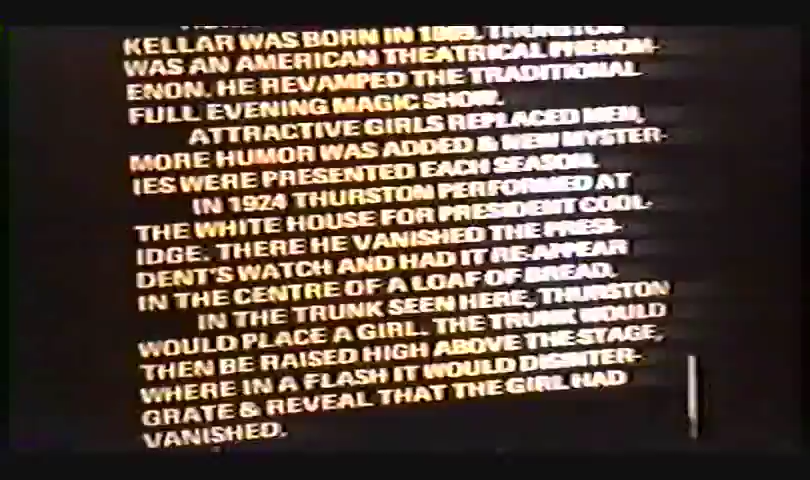 KELLAR WAS BORN IN 1869. THURSTON
WAS AN AMERICAN THEATRICAL PHENOM-
ENON. HE REVAMPED THE TRADITIONAL
FULL EVENING MAGIC SHOW.
ATTRACTIVE GIRLS REPLACED MEN,
MORE HUMOR WAS ADDED & NEW MYSTER-
IES WERE PRESENTED EACH SEASON.
IN 1924 THURSTON PERFORMED AT
THE WHITE HOUSE FOR PRESIDENT COOL-
IDGE. THERE HE VANISHED THE PRESI-
DENT'S WATCH AND HAD IT RE-APPEAR
IN THE CENTRE OF A LOAF OF BREAD.
IN THE TRUNK SEEN HERE, THURSTON
WOULD PLACE A GIRL. THE TRUNK WOULD
THEN BE RAISED HIGH ABOVE THE STAGE,
WHERE IN A FLASH IT WOULD DISINTER-
GRATE & REVEAL THAT THE GIRL HAD
VANISHED.